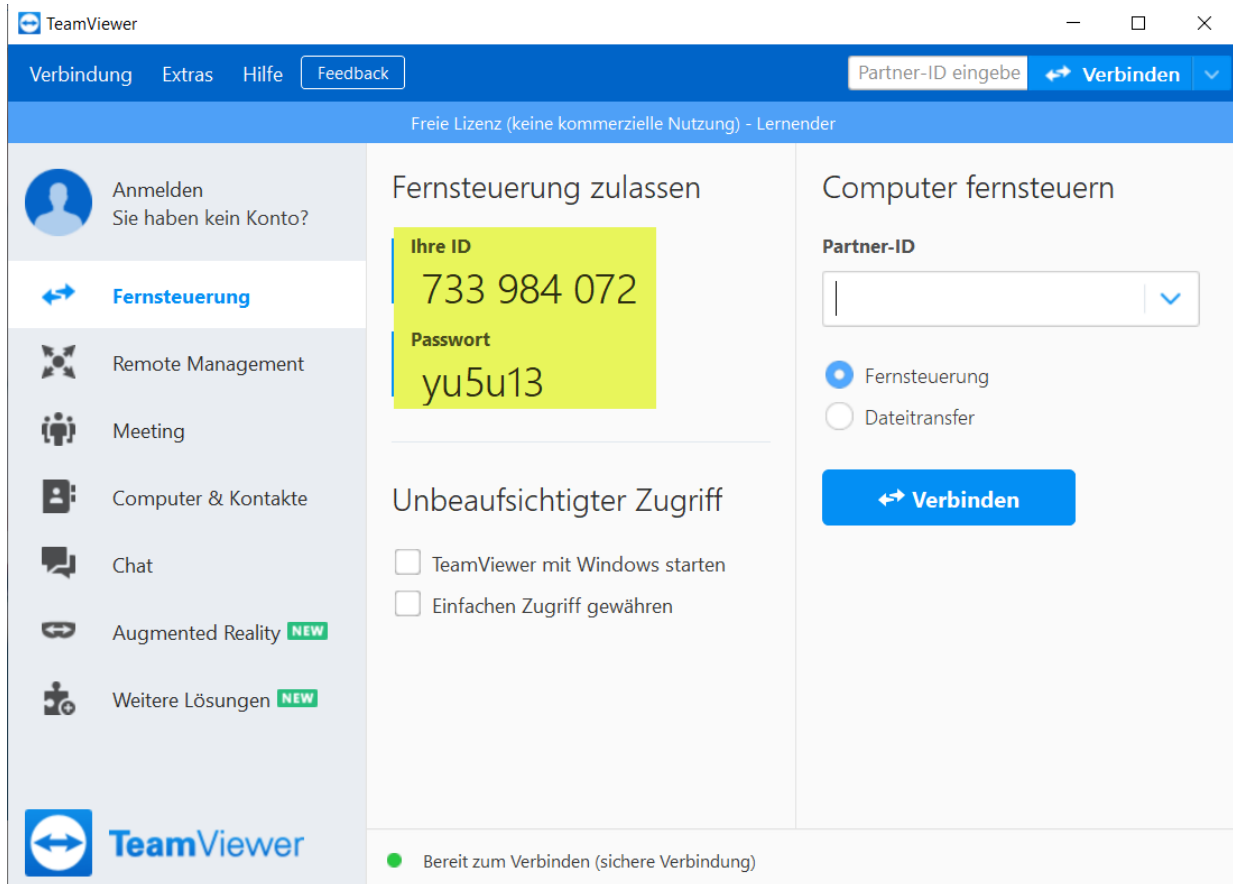 TeamViewer
Verbindung Extras Hilfe Feedback
Partner-ID eingebe Verbinden
Freie Lizenz (keine kommerzielle Nutzung) - Lernender
Anmelden
Sie haben kein Konto?
Fernsteuerung
Remote Management
Meeting
Computer & Kontakte
Chat
Augmented Reality NEW
Weitere Lösungen NEW
TeamViewer
Fernsteuerung zulassen
Ihre ID
733 984 072
Passwort
yu5u13
Unbeaufsichtigter Zugriff
TeamViewer mit Windows starten
Einfachen Zugriff gewähren
Computer fernsteuern
Partner-ID
Fernsteuerung
Dateitransfer
Verbinden
Bereit zum Verbinden (sichere Verbindung)